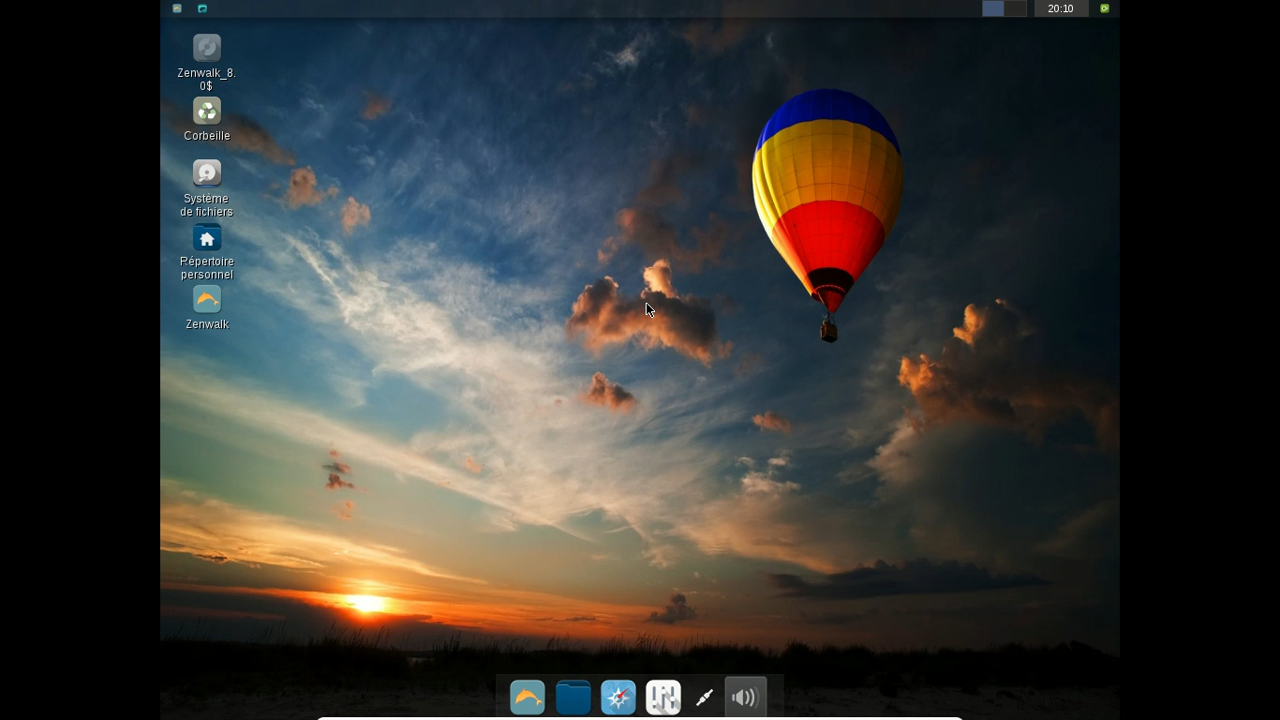 20:10
Zenwalk_8.
0$
Corbeille
Système
de fichiers
Répertoire
personnel
Zenwalk